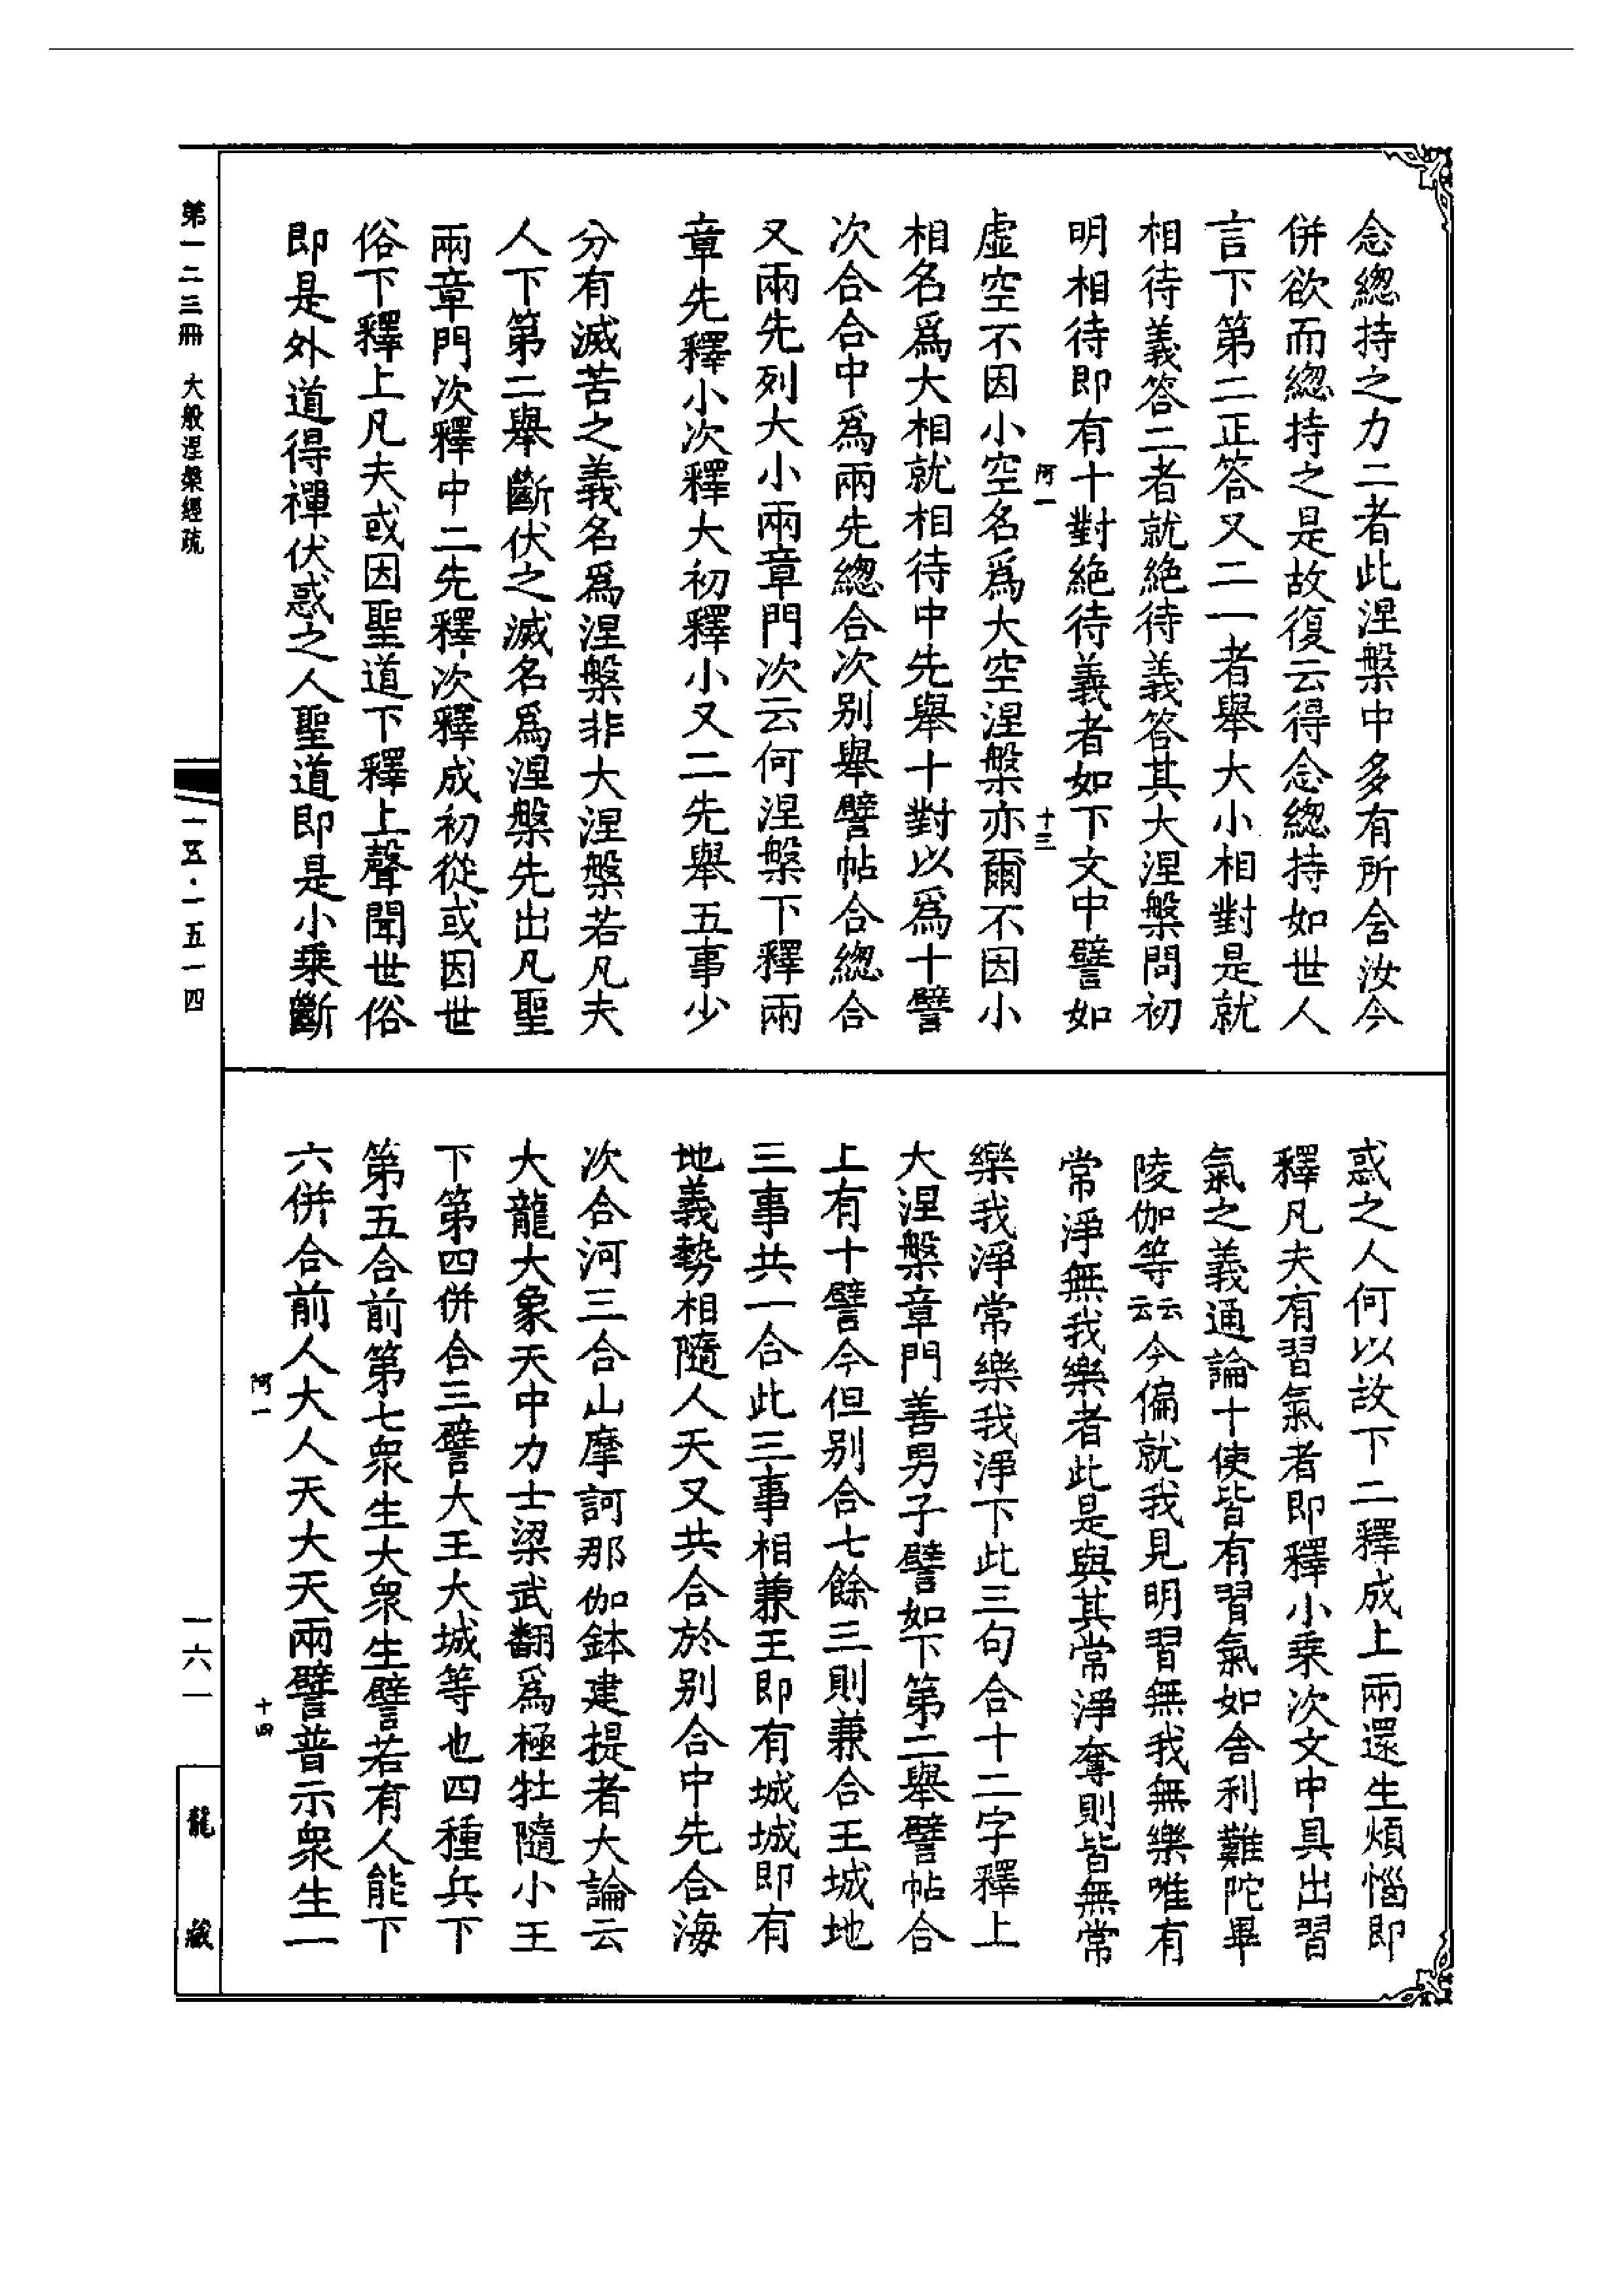 念總持之力二者此涅槃中多有所含汝今
併欲而總持之是故復云得念總持如世人
言下第二正答又二一者舉大小相對是就
相待義答二者就絶待義答其大涅槃問初
明相待即有十對絶待義者如下文中譬如
阿一
十三
虛空不因小空名爲大空涅槃亦爾不因小
相名爲大相就相待中先舉十對以爲十譬
次合合中爲兩先總合次別舉譬帖合總合
又兩先列大小兩章門次云何涅槃下釋兩
章先釋小次釋大初釋小又二先舉五事少
分有滅苦之義名爲涅槃非大涅槃若凡夫
人下第二舉斷伏之滅名爲涅槃先出凡聖
兩章門次釋中二先釋次釋成初從或因世
俗下釋上凡夫或因聖道下釋上聲聞世俗
即是外道得禪伏惑之人聖道即是小乘斷
惑之人何以故下二釋成上兩還生煩惱即
釋凡夫有習氣者即釋小乘次文中具出習
氣之義通論十使皆有習氣如舍利難陀畢
陵伽等云云今偏就我見明習無我無樂唯有
常淨無我樂者此是與其常淨奪則皆無常
樂我淨常樂我淨下此三句合十二字釋上
大涅槃章門善男子譬如下第二舉譬帖合
上有十譬今但別合七餘三則兼合王城地
三事共一合此三事相兼王即有城城即有
地義勢相隨人天又共合於別合中先合海
次合河三合山摩訶那伽鉢建提者大論云
大龍大象天中力士梁武翻爲極壯隨小王
下第四併合三譬大王大城等也四種兵下
第五合前第七衆生大衆生譬若有人能下
六併合前人大人天大天兩譬普示衆生一
阿一
十四
第一二三冊 大般涅槃經疏
一五·一五一四
一六一
龍藏